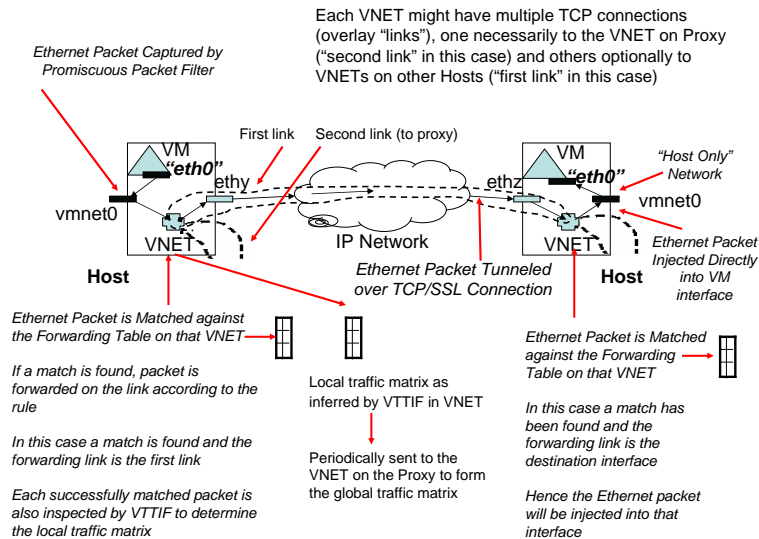 Each VNET might have multiple TCP connections
(overlay “links”), one necessarily to the VNET on Proxy
(“second link” in this case) and others optionally to
VNETs on other Hosts (“first link” in this case)
Ethernet Packet Captured by
Promiscuous Packet Filter
First link
Second link (to proxy)
VM
“eth0”
ethy
vmnet0
VNET
Host
IP Network
VM
“eth0”
ethz
vmnet0
VNET
Host
“Host Only”
Network
Ethernet Packet
Injected Directly
into VM
interface
Ethernet Packet Tunneled
over TCP/SSL Connection
Ethernet Packet is Matched against
the Forwarding Table on that VNET
If a match is found, packet is
forwarded on the link according to the
rule
In this case a match is found and the
forwarding link is the first link
Each successfully matched packet is
also inspected by VTTIF to determine
the local traffic matrix
Local traffic matrix as
inferred by VTTIF in VNET
Periodically sent to the
VNET on the Proxy to form
the global traffic matrix
Ethernet Packet is Matched
against the Forwarding
Table on that VNET
In this case a match has
been found and the
forwarding link is the
destination interface
Hence the Ethernet packet
will be injected into that
interface